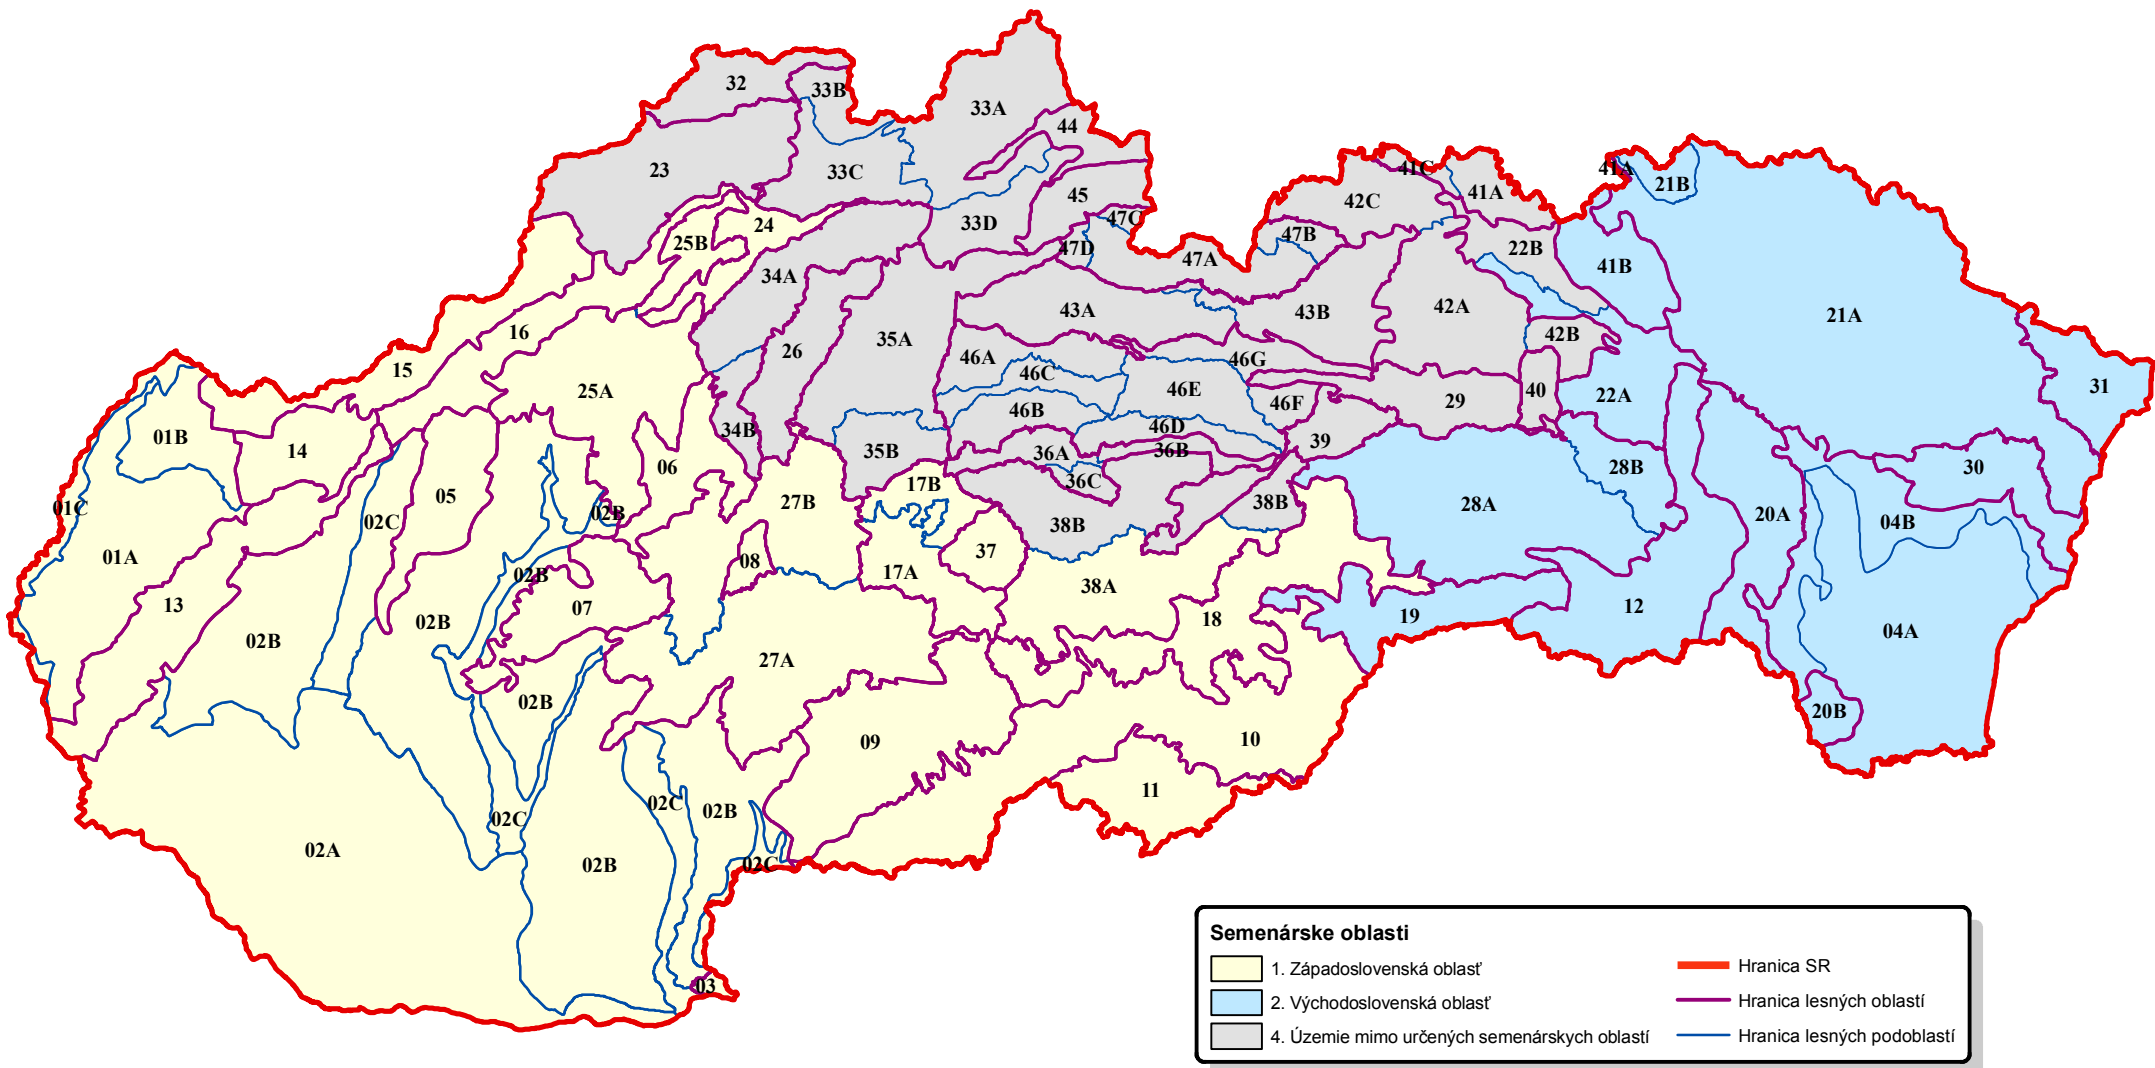 32
33B
33A
44
23
33C
41C
41A
41A
21B
45
42C
24
25B
33D
47C
47B
47D
47A
22B
41B
34A
43A
43B
42A
21A
16
26
35A
42B
15
46A
46C
46G
25A
46E
40
22A
31
46B
46F
29
34B
46D
39
01B
14
06
35B
36A
36B
28B
30
05
27B
17B
36C
01C
02C
02B
38B
38B
28A
20A
04B
01A
02B
08
17A
37
38A
13
07
18
19
12
02B
02B
27A
04A
02B
09
10
20B
02C
02C
02B
11
02A
02B
02C
03
Semenárske oblasti
1. Západoslovenská oblasť
2. Východoslovenská oblasť
4. Územie mimo určených semenárskych oblastí
Hranica SR
Hranica lesných oblastí
Hranica lesných podoblastí